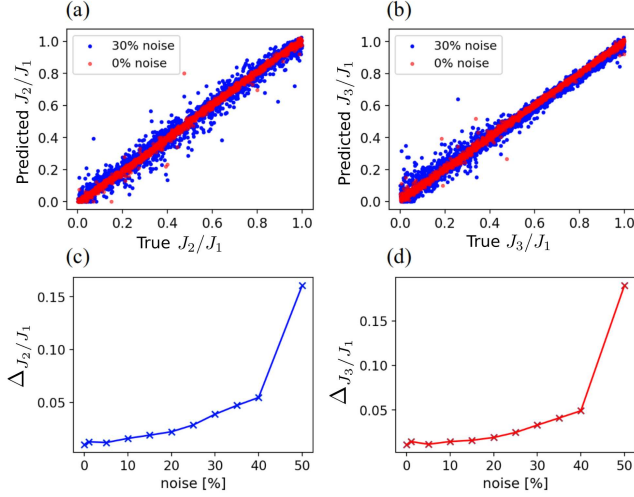 (a)
(b)
30% noise
0% noise
30% noise
0% noise
Predicted J2/J1
Predicted J3/J1
1.0
0.8
0.6
0.4
0.2
0.0
1.0
0.8
0.6
0.4
0.2
0.0
0.0 0.2 0.4 0.6 0.8 1.0
0.0 0.2 0.4 0.6 0.8 1.0
True J2/J1
True J3/J1
(c)
(d)
ΔJ2/J1
ΔJ3/J1
0.15
0.10
0.05
0.15
0.10
0.05
0 10 20 30 40 50
0 10 20 30 40 50
noise [%]
noise [%]